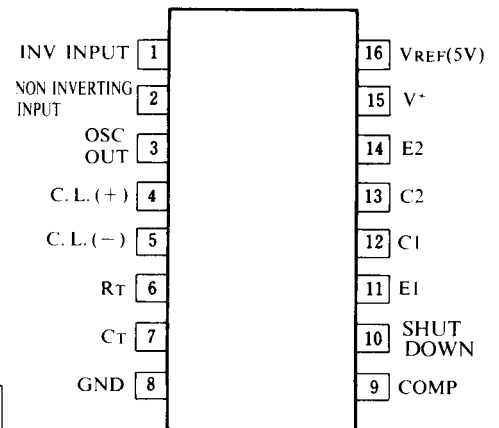 INV INPUT 1
NON INVERTING
INPUT 2
OSC
OUT 3
C.L.(+) 4
C.L.(−) 5
RT 6
CT 7
GND 8
16 VREF(5V)
15 V+
14 E2
13 C2
12 C1
11 E1
10 SHUT
DOWN
9 COMP